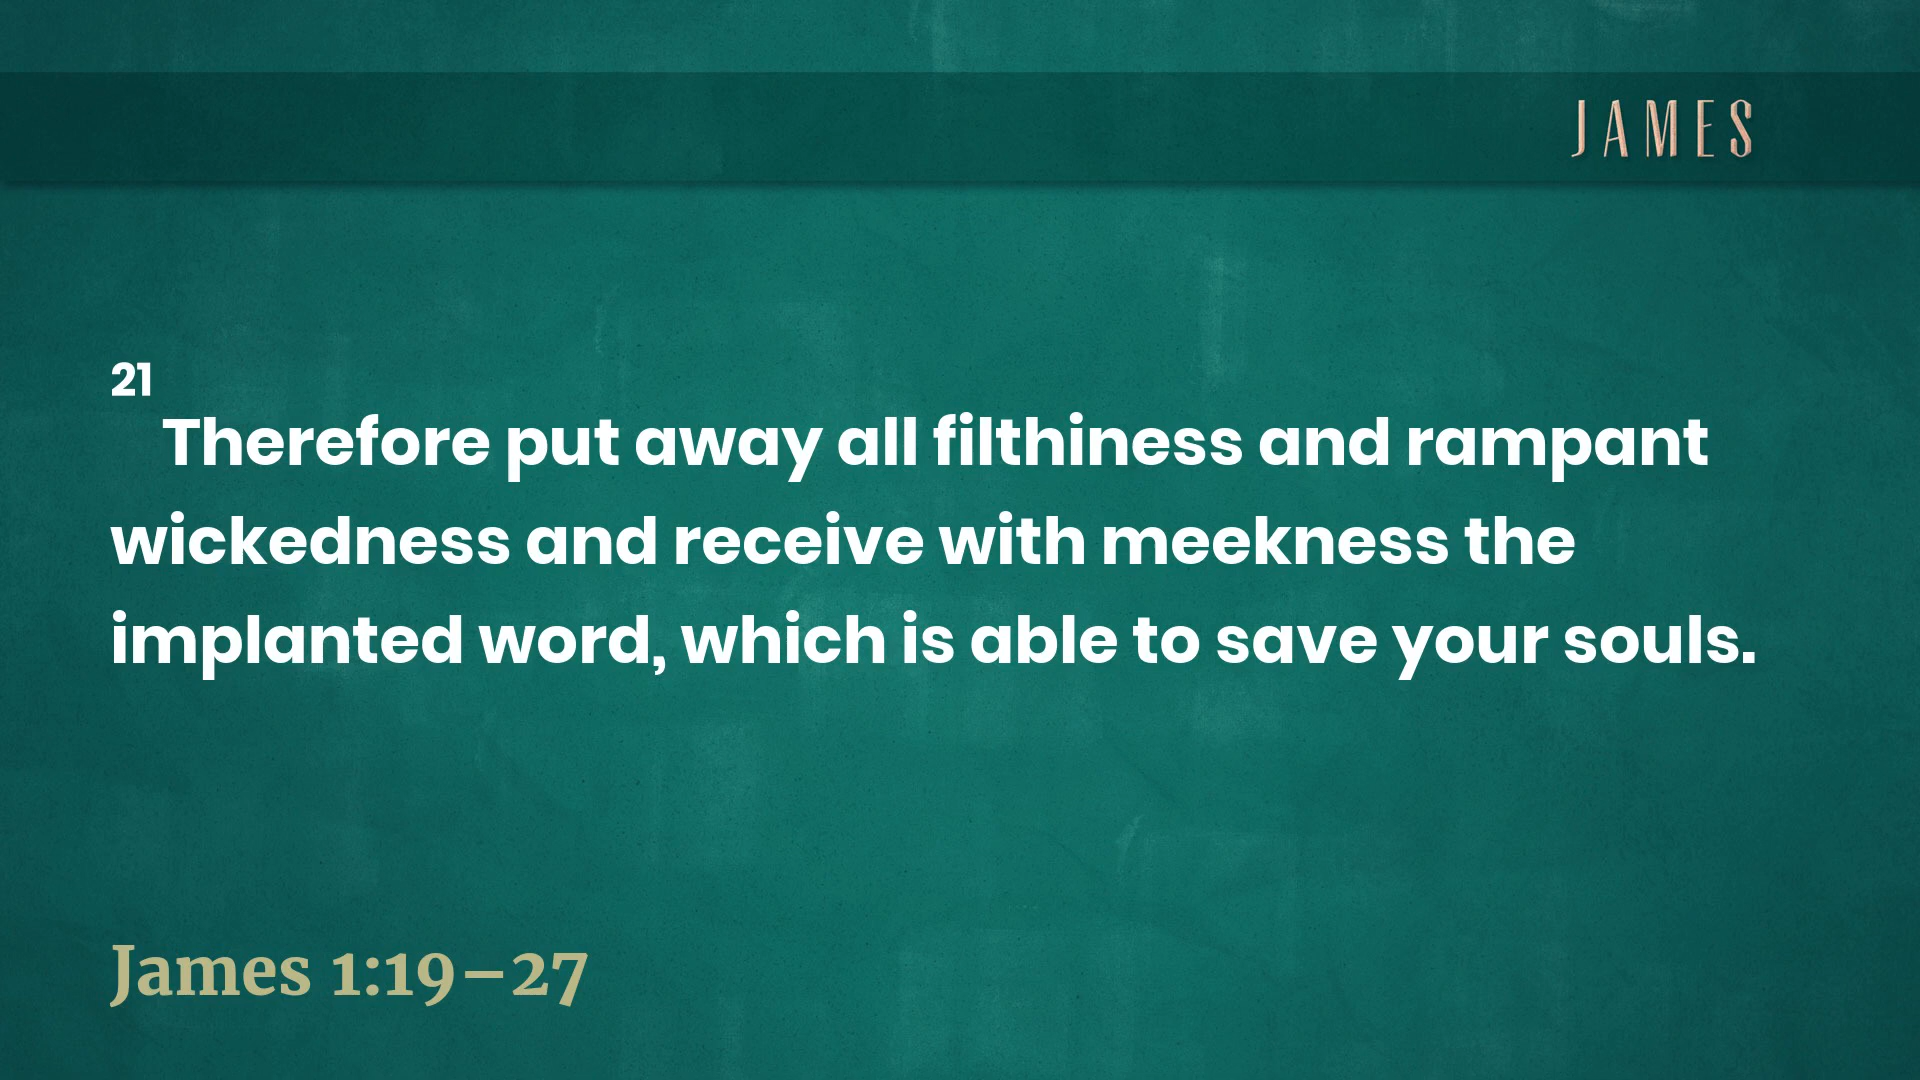 JAMES
21
Therefore put away all filthiness and rampant
wickedness and receive with meekness the
implanted word, which is able to save your souls.
James 1:19–27